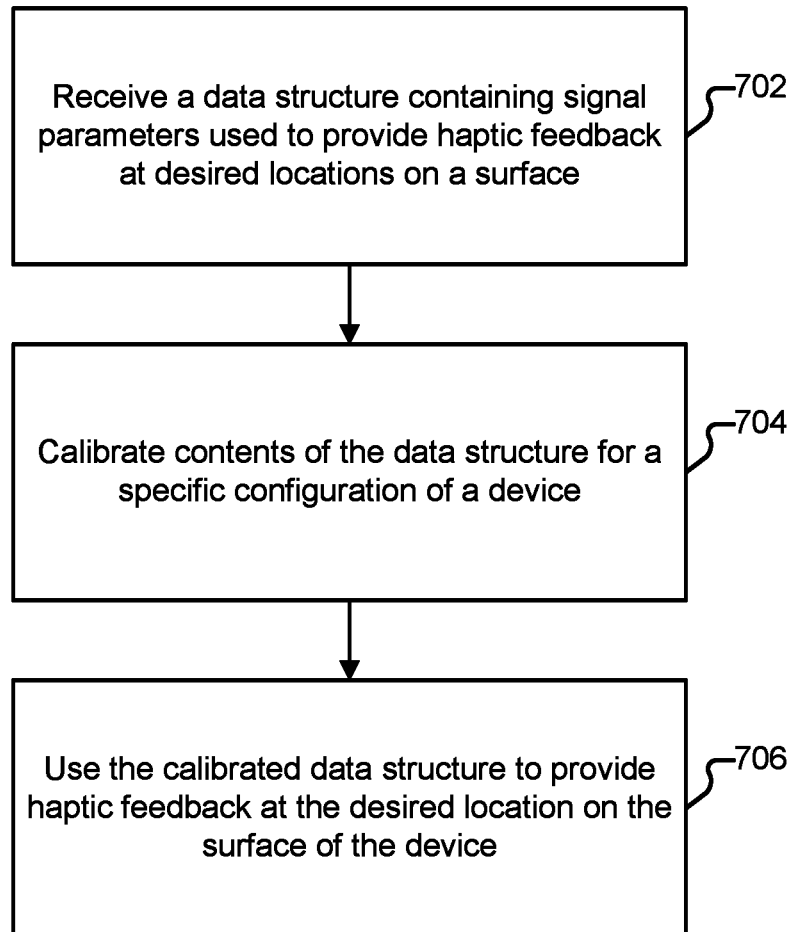 Receive a data structure containing signal
parameters used to provide haptic feedback
at desired locations on a surface
702
Calibrate contents of the data structure for a
specific configuration of a device
704
Use the calibrated data structure to provide
haptic feedback at the desired location on the
surface of the device
706